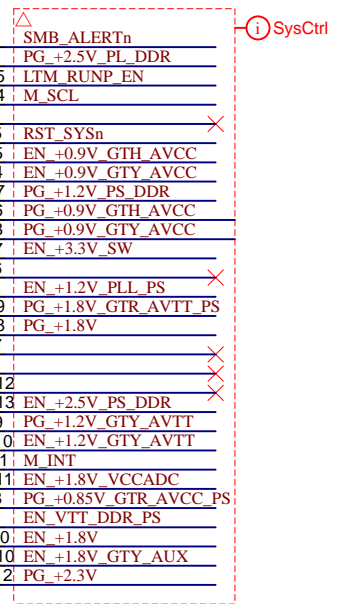 SysCtrl
SMB_ALERTn
PG_+2.5V_PL_DDR
LTM_RUNP_EN
M_SCL
RST_SYSn
EN_+0.9V_GTH_AVCC
EN_+0.9V_GTY_AVCC
PG_+1.2V_PS_DDR
PG_+0.9V_GTH_AVCC
PG_+0.9V_GTY_AVCC
EN_+3.3V_SW
EN_+1.2V_PLL_PS
PG_+1.8V_GTR_AVTT_PS
PG_+1.8V
12
13 EN_+2.5V_PS_DDR
PG_+1.2V_GTY_AVTT
EN_+1.2V_GTY_AVTT
M_INT
11 EN_+1.8V_VCCADC
PG_+0.85V_GTR_AVCC_PS
EN_VTT_DDR_PS
EN_+1.8V
10 EN_+1.8V_GTY_AUX
12 PG_+2.3V